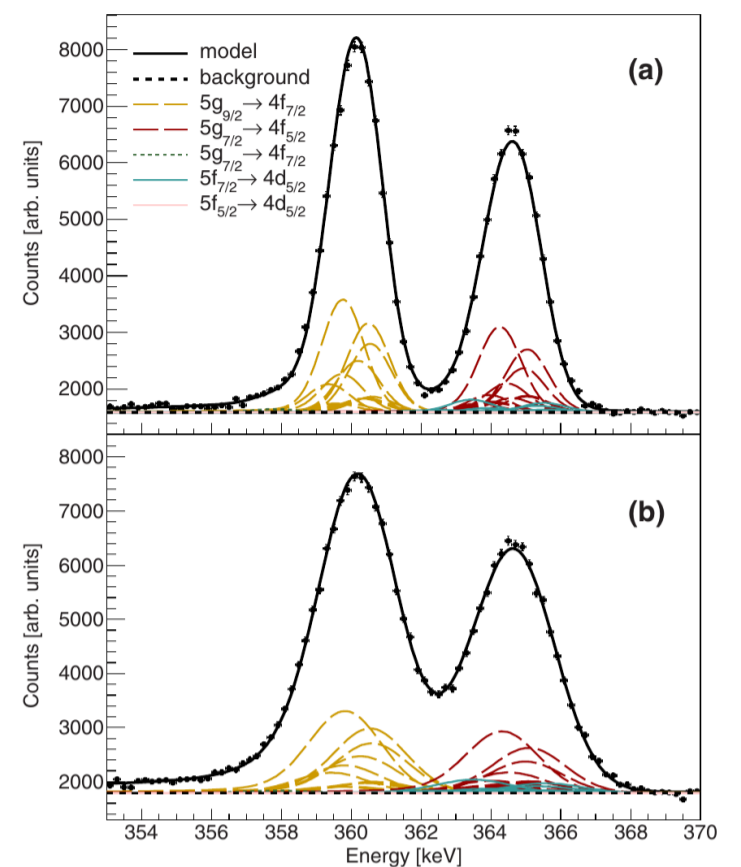 8000
7000
6000
5000
4000
3000
2000
Counts [arb. units]
(a)
model
background
5g9/2 → 4f7/2
5g7/2 → 4f5/2
5g7/2 → 4f7/2
5f7/2 → 4d5/2
5f5/2 → 4d5/2
8000
7000
6000
5000
4000
3000
2000
Counts [arb. units]
(b)
354 356 358 360 362 364 366 368 370
Energy [keV]